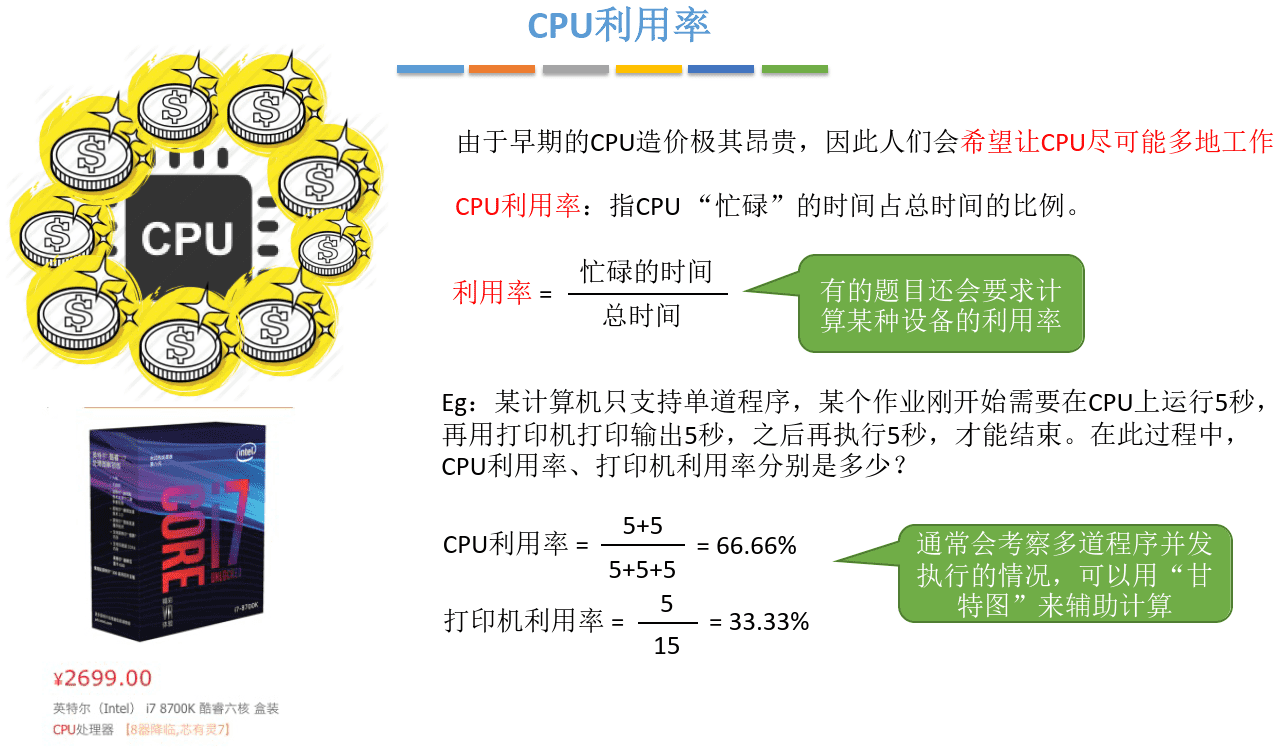 CPU利用率
CPU
由于早期的CPU造价极其昂贵，因此人们会希望让CPU尽可能多地工作
CPU利用率：指CPU “忙碌”的时间占总时间的比例。
利用率 =
忙碌的时间
总时间
有的题目还会要求计
算某种设备的利用率
Eg：某计算机只支持单道程序，某个作业刚开始需要在CPU上运行5秒，
再用打印机打印输出5秒，之后再执行5秒，才能结束。在此过程中，
CPU利用率、打印机利用率分别是多少？
CPU利用率 =
5+5
5+5+5
= 66.66%
打印机利用率 =
5
15
= 33.33%
通常会考察多道程序并发
执行的情况，可以用“甘
特图”来辅助计算
intel
CORE
i7
UNLOCKED
VR
i7-8700K
¥2699.00
英特尔（Intel） i7 8700K 酷睿六核 盒装
CPU处理器 【8器降临,芯有灵7】